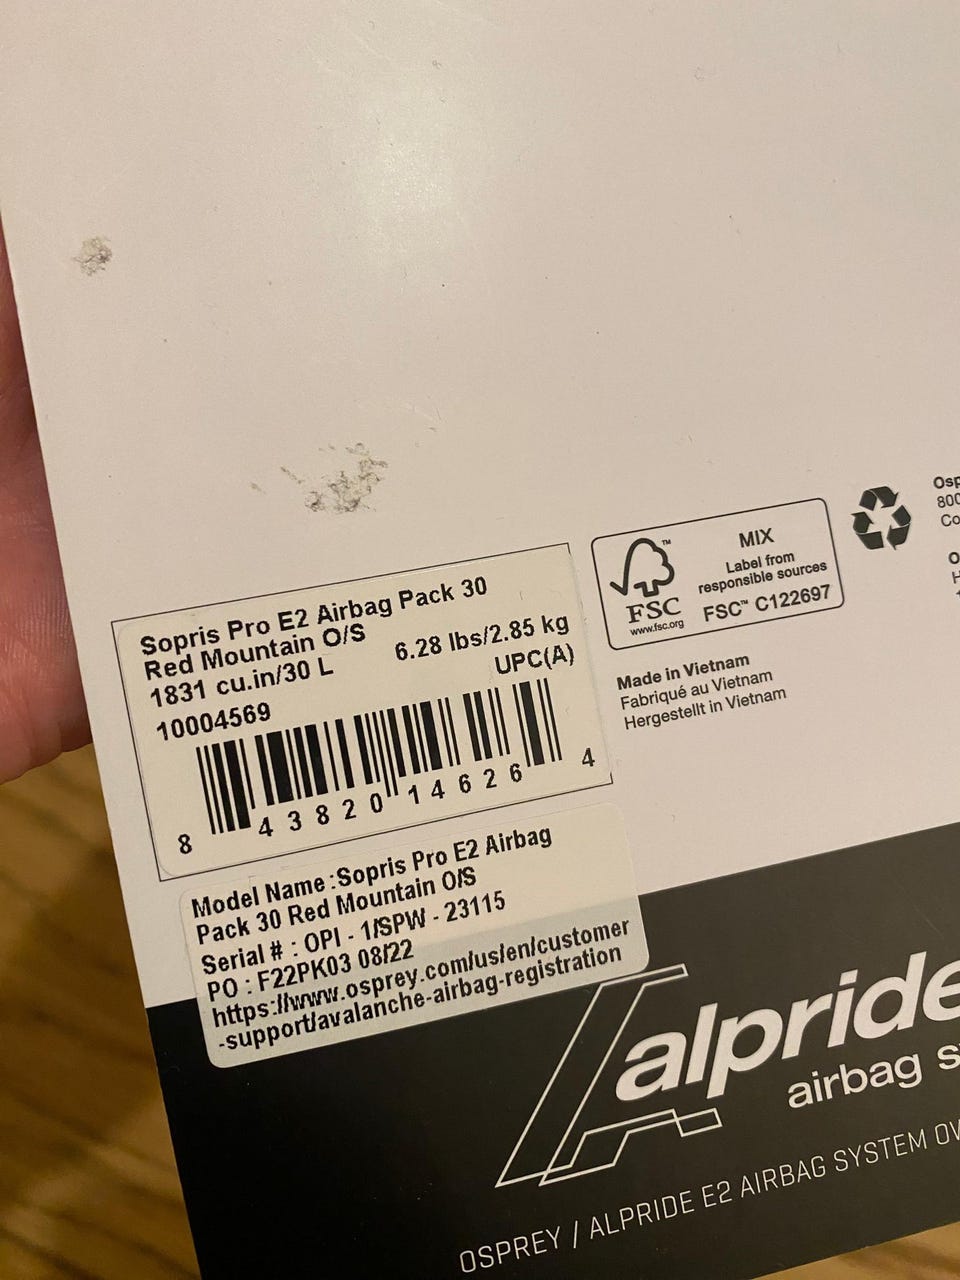 Sopris Pro E2 Airbag Pack 30
Red Mountain O/S
1831 cu.in/30 L 6.28 lbs/2.85 kg
10004569 UPC(A)
8 43820 14626 4
Model Name :Sopris Pro E2 Airbag
Pack 30 Red Mountain O/S
Serial # : OPI - 1/SPW - 23115
PO : F22PK03 08/22
https://www.osprey.com/us/en/customer
-support/avalanche-airbag-registration
FSC
www.fsc.org
MIX
Label from
responsible sources
FSC™ C122697
Made in Vietnam
Fabriqué au Vietnam
Hergestellt in Vietnam
Osp
800
Co
O
H
alpride
airbag s
OSPREY / ALPRIDE E2 AIRBAG SYSTEM OV